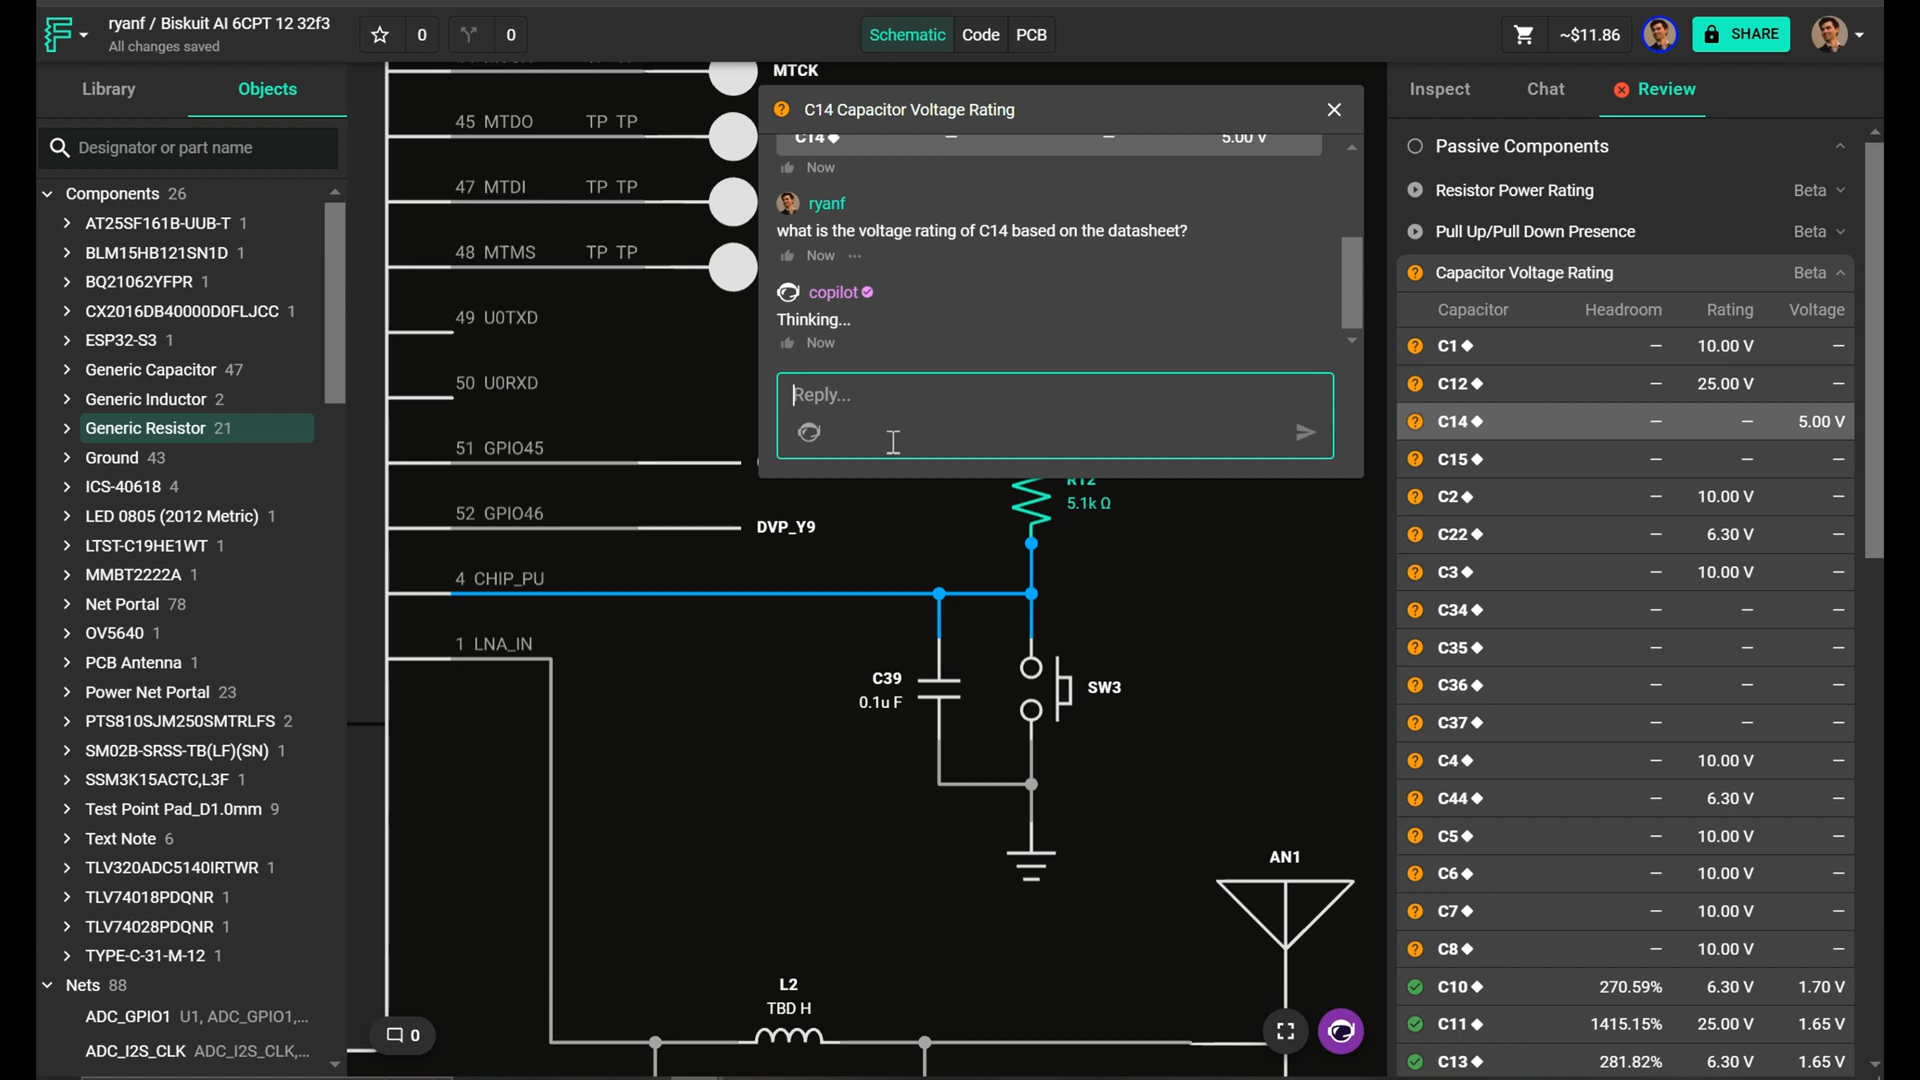 ryanf / Biskuit AI 6CPT 12 32f3
All changes saved
0
0
Schematic
Code
PCB
~$11.86
SHARE
Library
Objects
Designator or part name
Components 26
AT25SF161B-UUB-T 1
BLM15HB121SN1D 1
BQ21062YFPR 1
CX2016DB40000D0FLJCC 1
ESP32-S3 1
Generic Capacitor 47
Generic Inductor 2
Generic Resistor 21
Ground 43
ICS-40618 4
LED 0805 (2012 Metric) 1
LTST-C19HE1WT 1
MMBT2222A 1
Net Portal 78
OV5640 1
PCB Antenna 1
Power Net Portal 23
PTS810SJM250SMTRLFS 2
SM02B-SRSS-TB(LF)(SN) 1
SSM3K15ACTC,L3F 1
Test Point Pad_D1.0mm 9
Text Note 6
TLV320ADC5140IRTWR 1
TLV74018PDQNR 1
TLV74028PDQNR 1
TYPE-C-31-M-12 1
Nets 88
ADC_GPIO1 U1, ADC_GPIO1,...
ADC_I2S_CLK ADC_I2S_CLK,...
MTCK
45 MTDO TP TP
47 MTDI TP TP
48 MTMS TP TP
49 U0TXD
50 U0RXD
51 GPIO45
52 GPIO46
DVP_Y9
4 CHIP_PU
1 LNA_IN
R12
5.1k Ω
C39
0.1u F
SW3
AN1
L2
TBD H
0
C14 Capacitor Voltage Rating
C14 — — 5.00 V
Now
ryanf
what is the voltage rating of C14 based on the datasheet?
Now ...
copilot
Thinking...
Now
Reply...
Inspect
Chat
Review
Passive Components
Resistor Power Rating Beta
Pull Up/Pull Down Presence Beta
Capacitor Voltage Rating Beta
Capacitor Headroom Rating Voltage
C1 — 10.00 V —
C12 — 25.00 V —
C14 — — 5.00 V
C15 — — —
C2 — 10.00 V —
C22 — 6.30 V —
C3 — 10.00 V —
C34 — — —
C35 — — —
C36 — — —
C37 — — —
C4 — 10.00 V —
C44 — 6.30 V —
C5 — 10.00 V —
C6 — 10.00 V —
C7 — 10.00 V —
C8 — 10.00 V —
C10 270.59% 6.30 V 1.70 V
C11 1415.15% 25.00 V 1.65 V
C13 281.82% 6.30 V 1.65 V